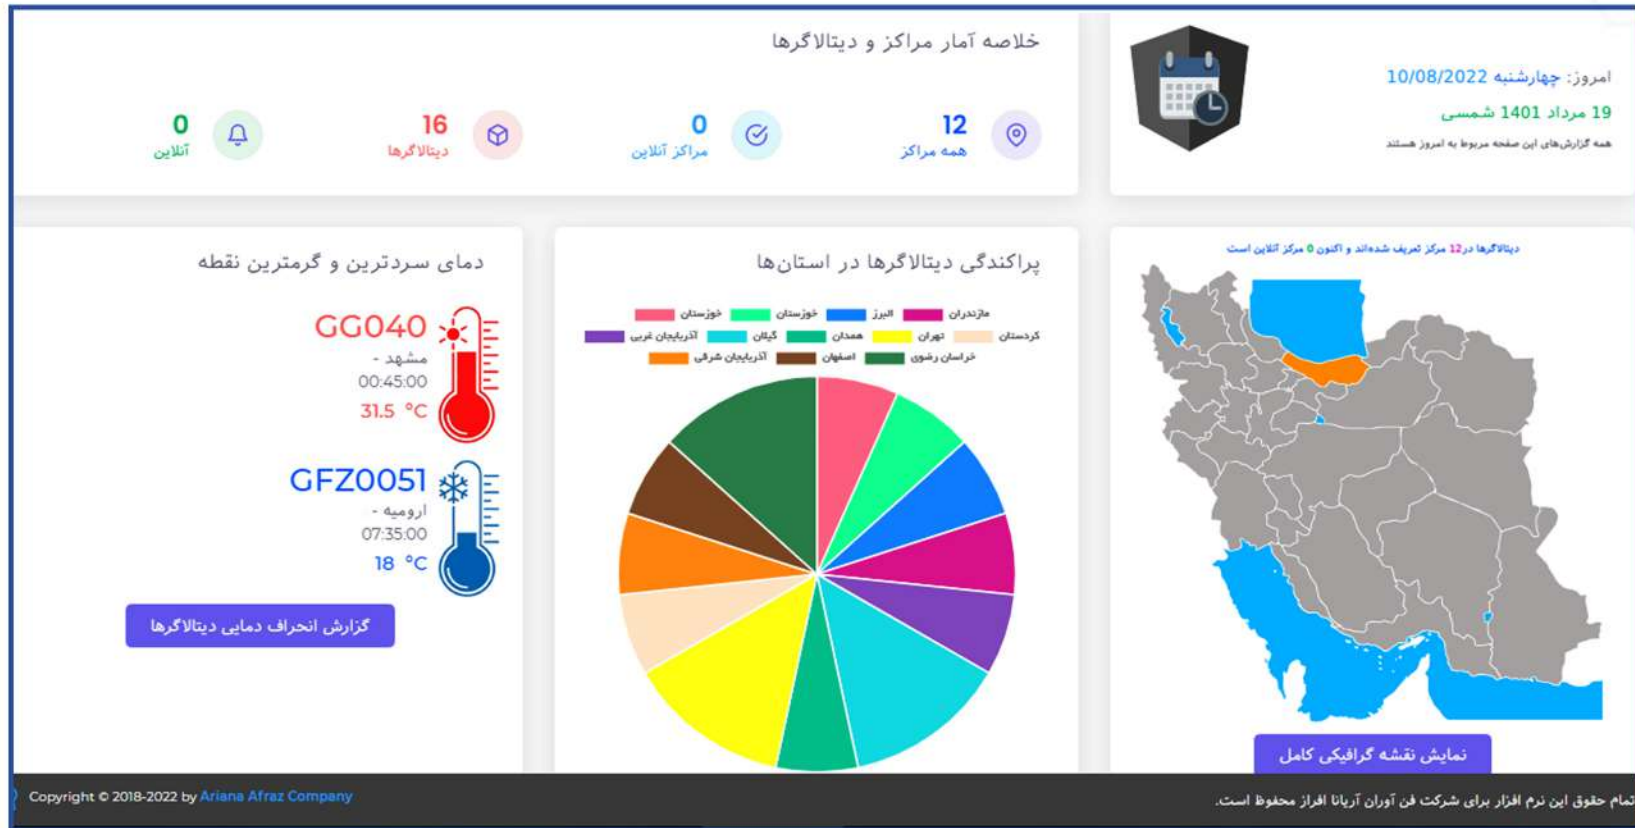 امروز: چهارشنبه 10/08/2022
19 مرداد 1401 شمسی
همه گزارش‌های این صفحه مربوط به امروز هستند
خلاصه آمار مراکز و دیتالاگرها
12
همه مراکز
0
مراکز آنلاین
16
دیتالاگرها
0
آنلاین
دیتالاگرها در12 مرکز تعریف شده‌اند و اکنون 0 مرکز آنلاین است
نمایش نقشه گرافیکی کامل
پراکندگی دیتالاگرها در استان‌ها
مازندران البرز خوزستان خوزستان
کردستان تهران همدان گیلان آذربایجان غربی
خراسان رضوی اصفهان آذربایجان شرقی
دمای سردترین و گرمترین نقطه
GG040
مشهد -
00:45:00
31.5 °C
GFZ0051
ارومیه -
07:35:00
18 °C
گزارش انحراف دمایی دیتالاگرها
تمام حقوق این نرم افزار برای شرکت فن آوران آریانا افراز محفوظ است.
Copyright © 2018-2022 by Ariana Afraz Company